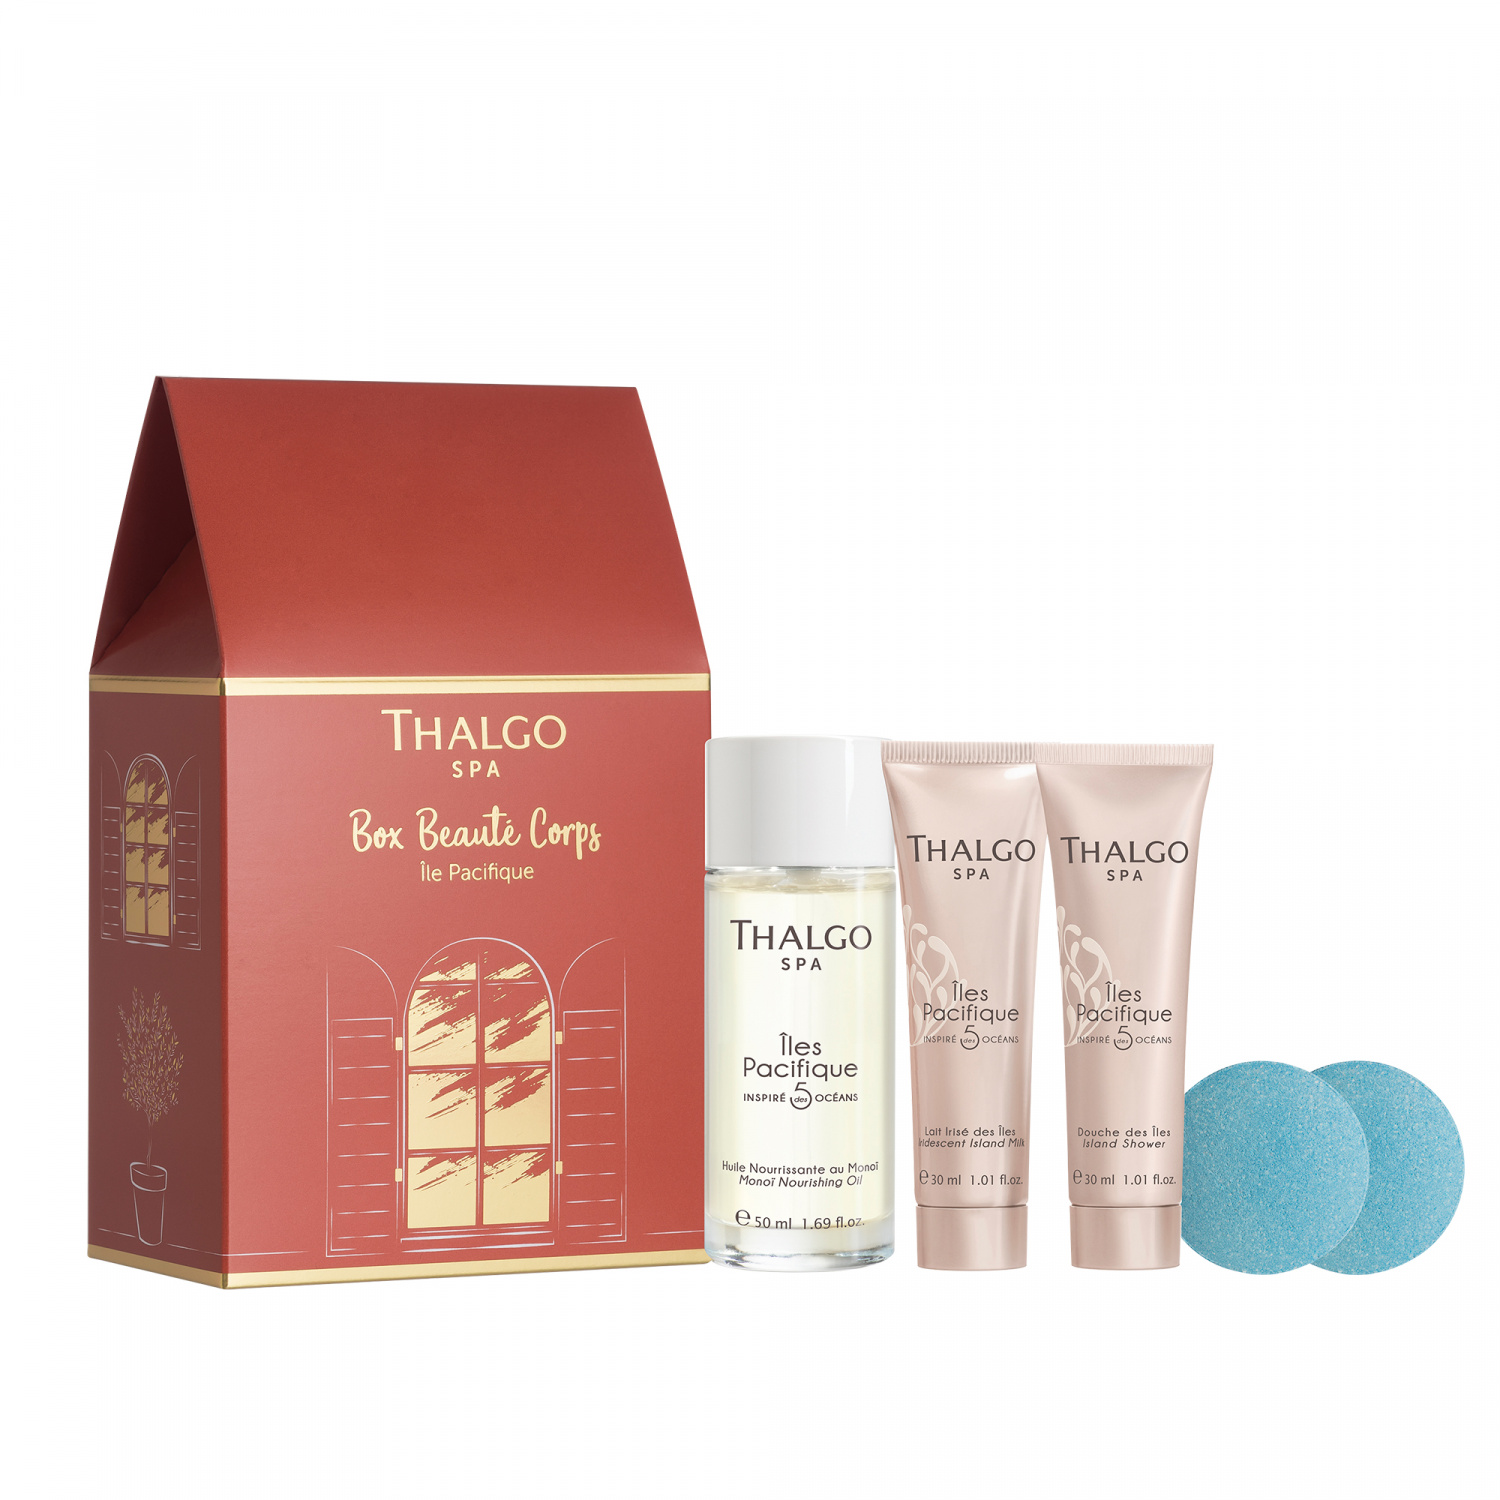 THALGO
SPA
Box Beauté Corps
Île Pacifique
THALGO
SPA
Îles
Pacifique
INSPIRÉ 5 des OCÉANS
Huile Nourrissante au Monoï
Monoï Nourishing Oil
℮ 50 ml 1.69 fl.oz.
THALGO
SPA
Îles
Pacifique
INSPIRÉ 5 des OCÉANS
Lait Irisé des Îles
Iridescent Island Milk
℮ 30 ml 1.01 fl.oz.
THALGO
SPA
Îles
Pacifique
INSPIRÉ 5 des OCÉANS
Douche des Îles
Island Shower
℮ 30 ml 1.01 fl.oz.